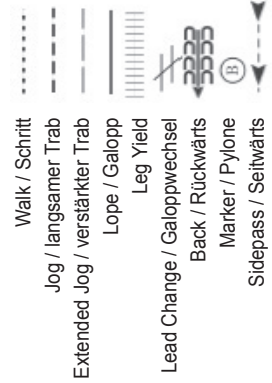 Walk / Schritt
Jog / langsamer Trab
Extended Jog / verstärkter Trab
Lope / Galopp
Leg Yield
Lead Change / Galoppwechsel
Back / Rückwärts
Marker / Pylone
B
Sidepass / Seitwärts